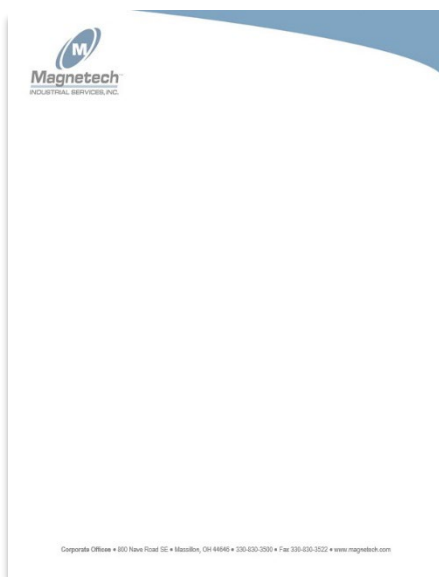 M
Magnetech
INDUSTRIAL SERVICES, INC.
Corporate Offices • 800 Nave Road SE • Massillon, OH 44646 • 330-830-3500 • Fax 330-830-3522 • www.magnetech.com